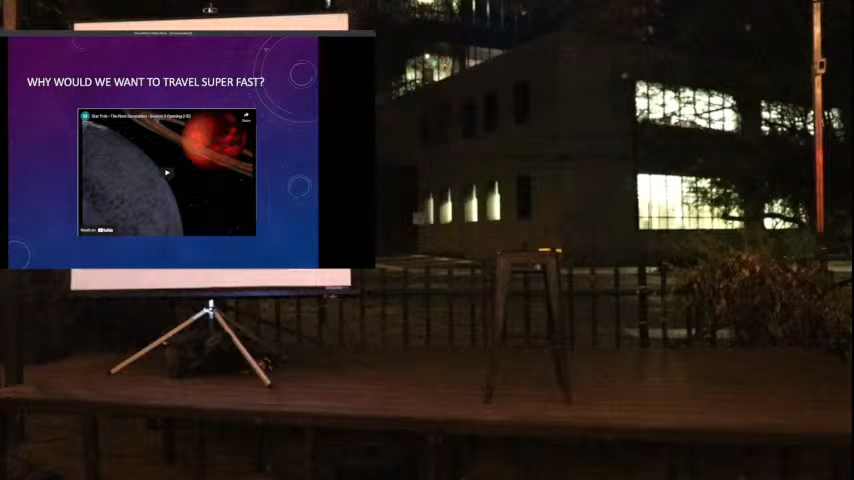 WHY WOULD WE WANT TO TRAVEL SUPER FAST?
Star Trek - The Next Generation - Season 2 Opening (HD)
Share
Watch on YouTube